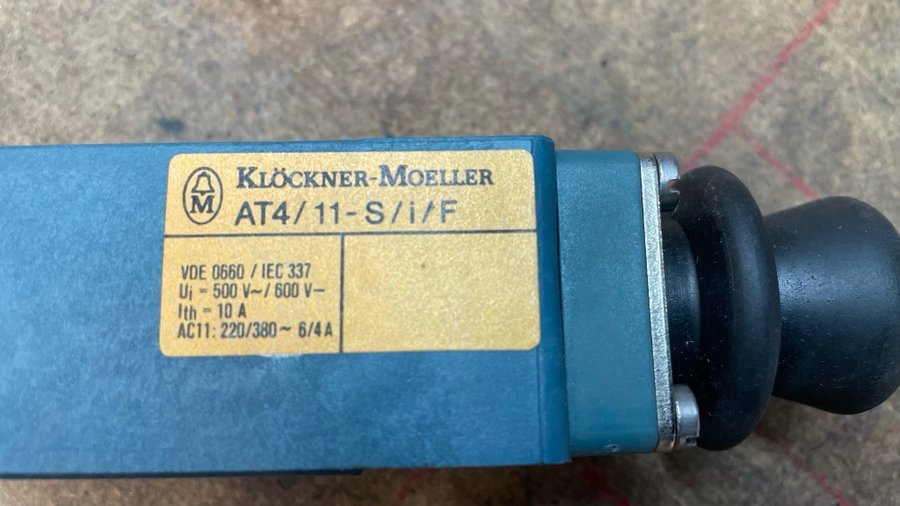 KLÖCKNER-MOELLER
M
AT4/11-S/i/F
VDE 0660 / IEC 337
Ui = 500 V~/600 V–
Ith = 10 A
AC11: 220/380~ 6/4 A